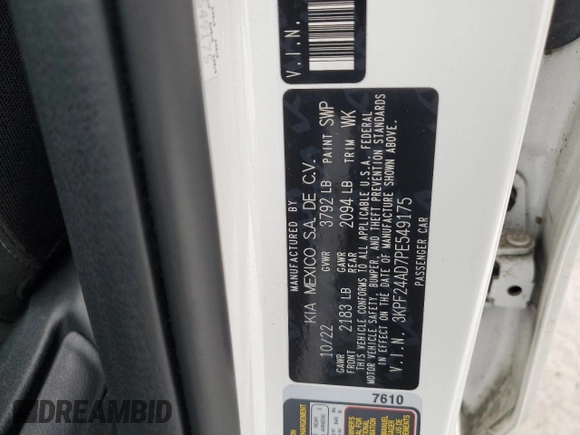 V.I.N.
MANUFACTURED BY
KIA MEXICO S.A. DE C.V.
10/22 GVWR 3792 LB PAINT SWP
GAWR FRONT 2183 LB GAWR REAR 2094 LB TRIM WK
THIS VEHICLE CONFORMS TO ALL APPLICABLE U.S.A. FEDERAL
MOTOR VEHICLE SAFETY, BUMPER, AND THEFT PREVENTION STANDARDS
IN EFFECT ON THE DATE OF MANUFACTURE SHOWN ABOVE.
V.I.N. 3KPF24AD7PE549175
PASSENGER CAR
7610
DREAMBID